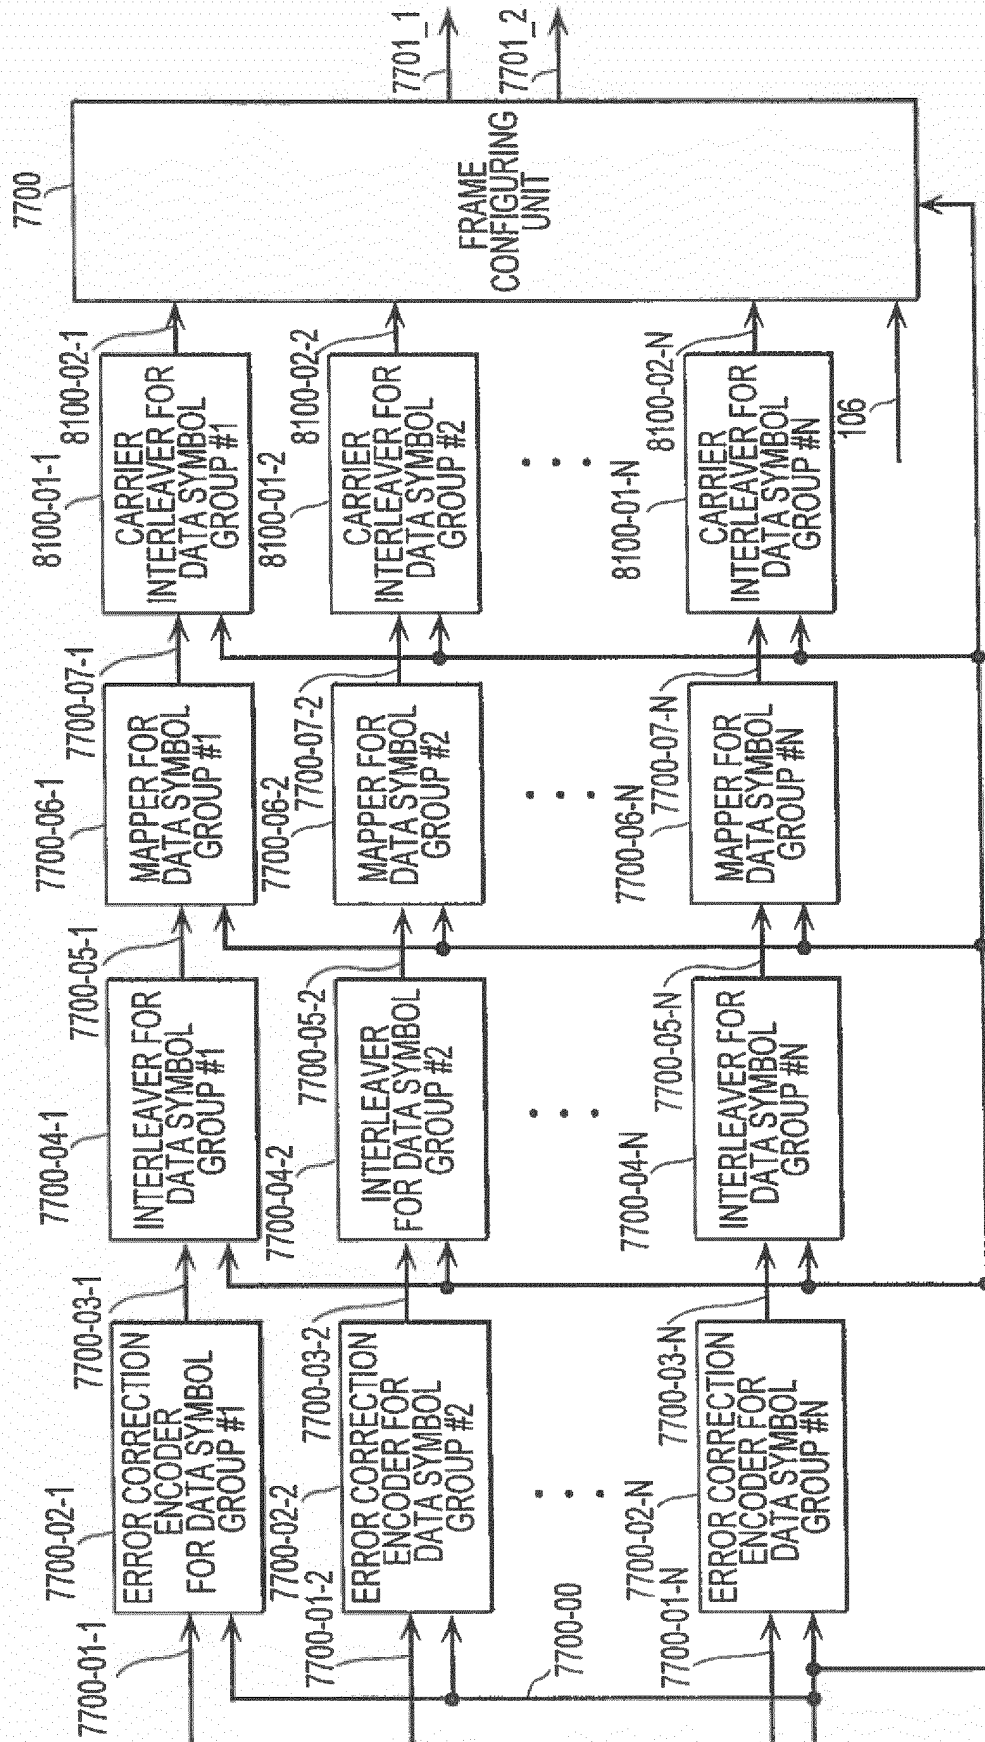 7700-01-1
7700-02-1
ERROR CORRECTION
ENCODER
FOR DATA SYMBOL
GROUP #1
7700-03-1
7700-04-1
INTERLEAVER FOR
DATA SYMBOL
GROUP #1
7700-05-1
7700-06-1
MAPPER FOR
DATA SYMBOL
GROUP #1
7700-07-1
8100-01-1
CARRIER
INTERLEAVER FOR
DATA SYMBOL
GROUP #1
8100-02-1
7700
FRAME
CONFIGURING
UNIT
7701_1
7701_2
7700-01-2
7700-02-2
ERROR CORRECTION
ENCODER FOR
DATA SYMBOL
GROUP #2
7700-03-2
7700-04-2
INTERLEAVER
FOR DATA SYMBOL
GROUP #2
7700-05-2
7700-06-2
MAPPER FOR
DATA SYMBOL
GROUP #2
7700-07-2
8100-01-2
CARRIER
INTERLEAVER FOR
DATA SYMBOL
GROUP #2
8100-02-2
7700-00
7700-01-N
7700-02-N
ERROR CORRECTION
ENCODER FOR
DATA SYMBOL
GROUP #N
7700-03-N
7700-04-N
INTERLEAVER FOR
DATA SYMBOL
GROUP #N
7700-05-N
7700-06-N
MAPPER FOR
DATA SYMBOL
GROUP #N
7700-07-N
8100-01-N
CARRIER
INTERLEAVER FOR
DATA SYMBOL
GROUP #N
8100-02-N
106